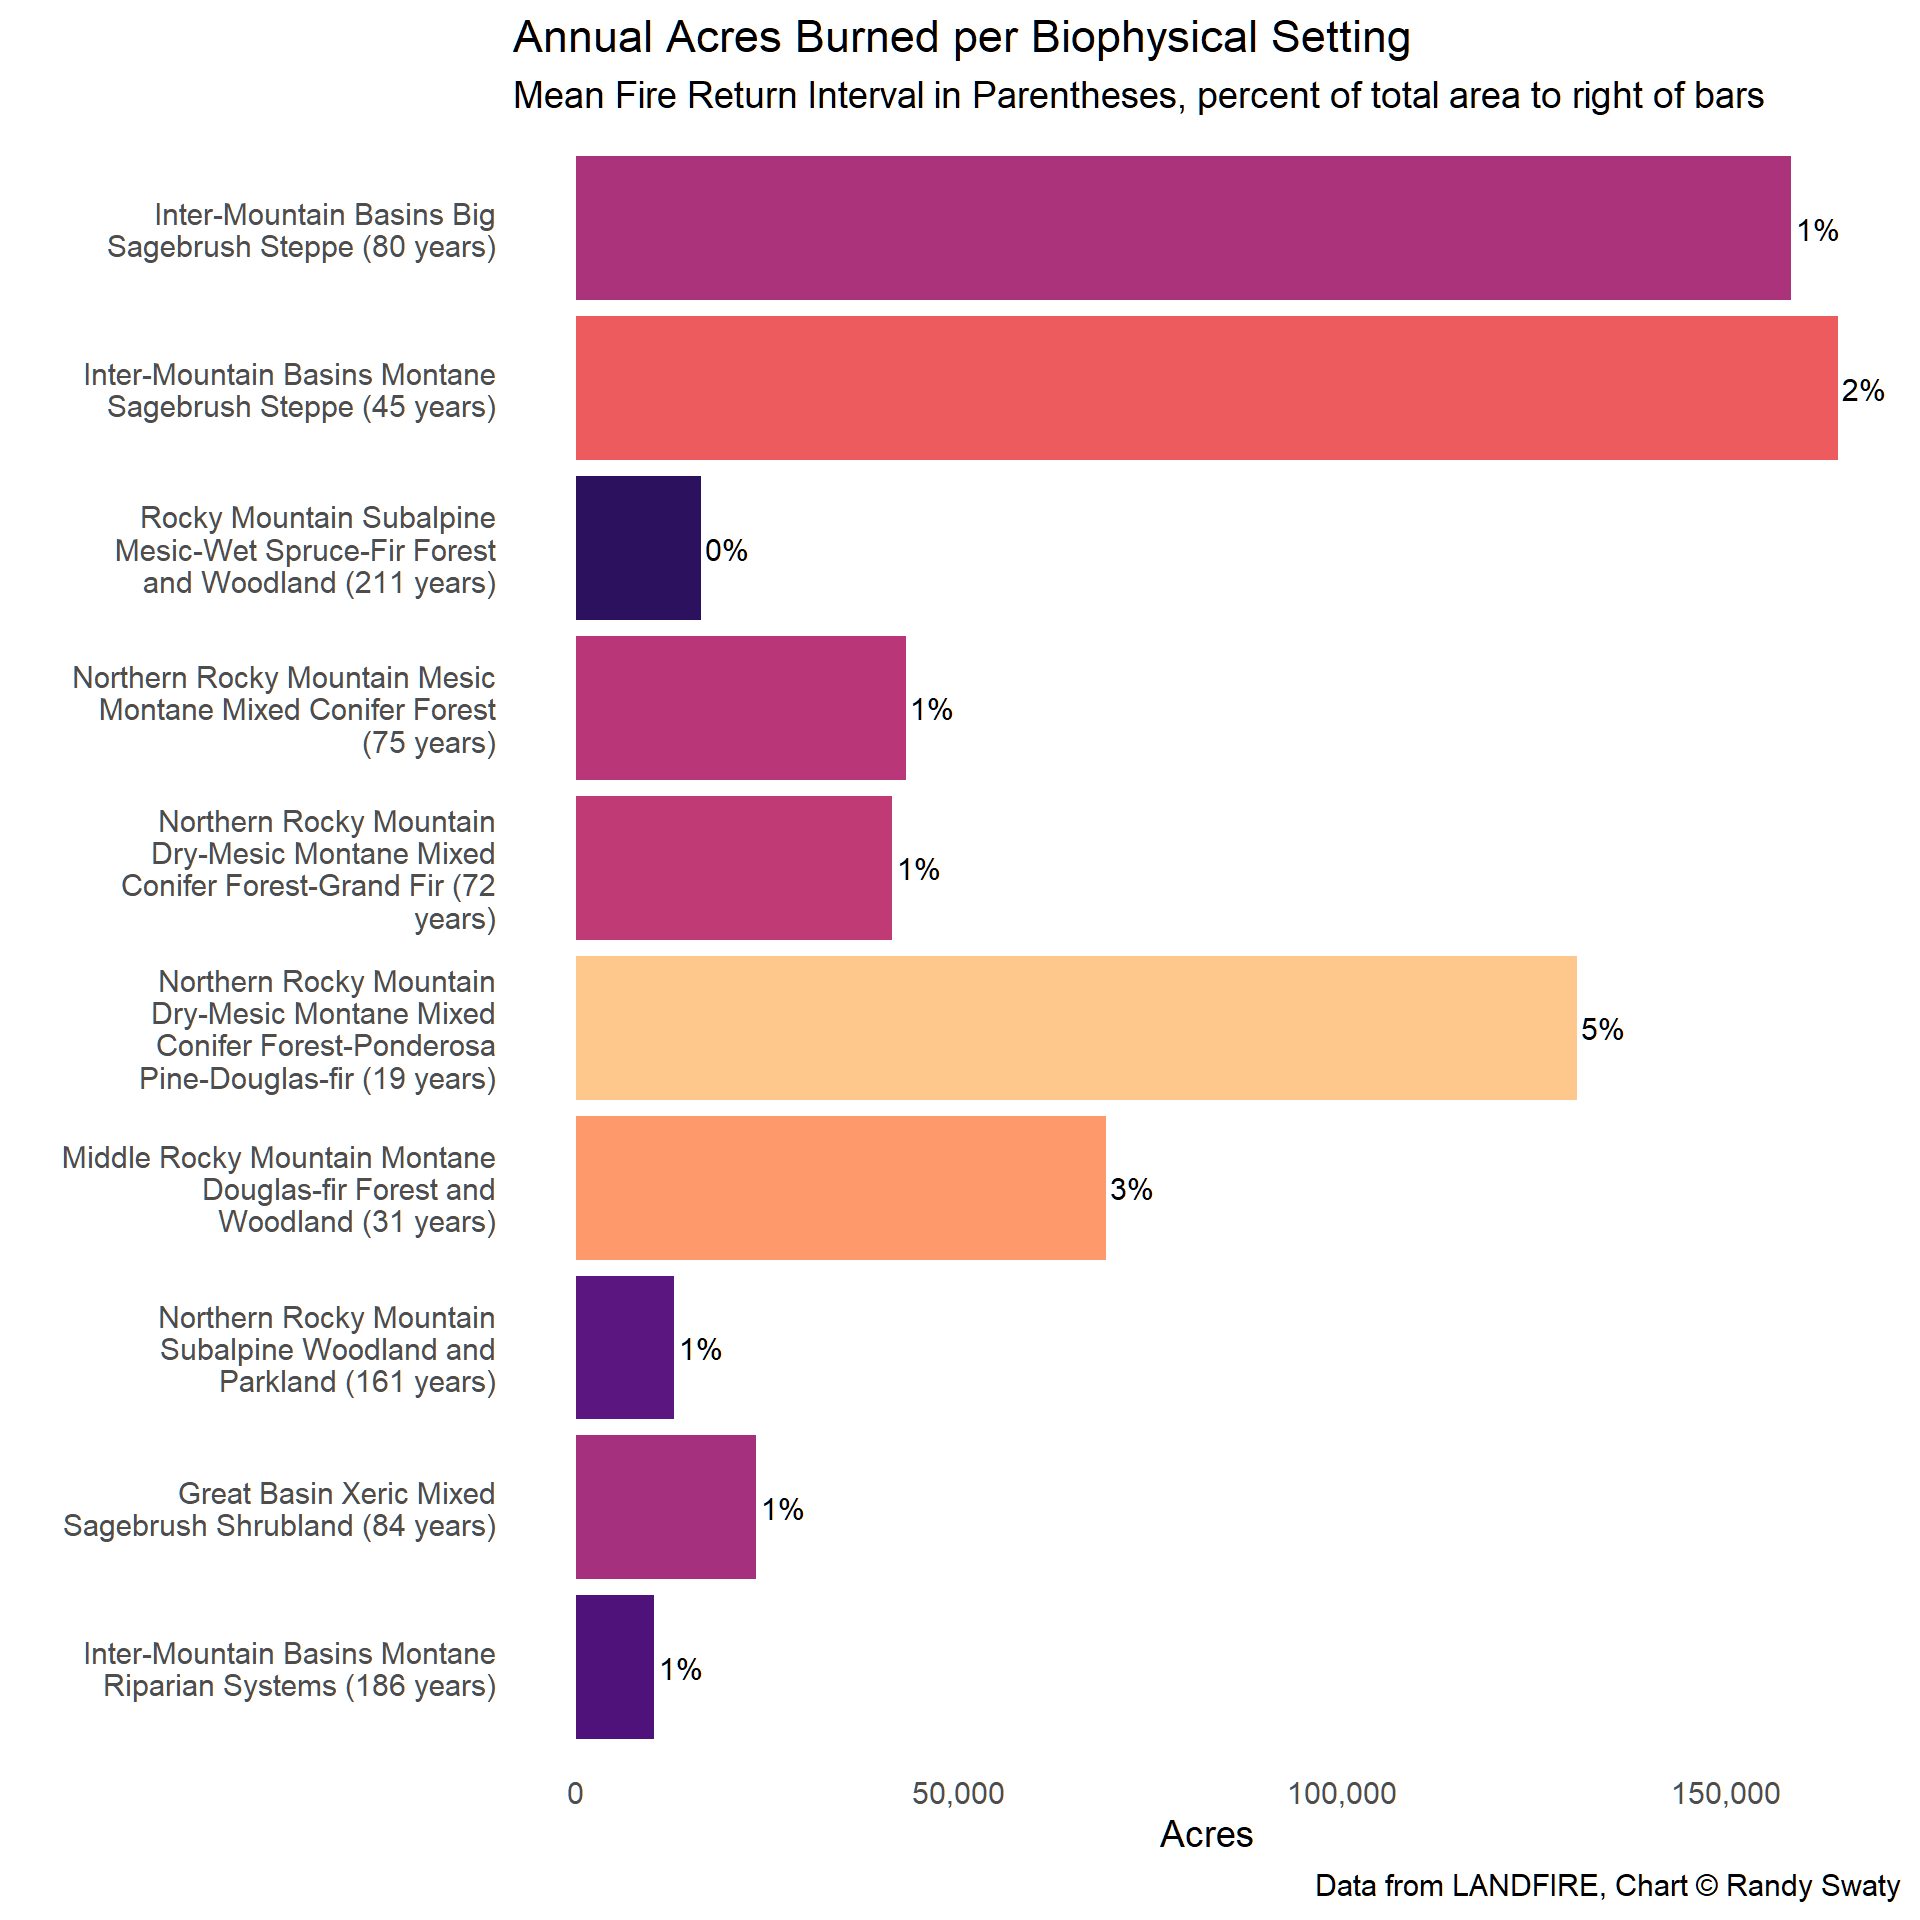 Annual Acres Burned per Biophysical Setting
Mean Fire Return Interval in Parentheses, percent of total area to right of bars
Inter-Mountain Basins Big
Sagebrush Steppe (80 years)
1%
Inter-Mountain Basins Montane
Sagebrush Steppe (45 years)
2%
Rocky Mountain Subalpine
Mesic-Wet Spruce-Fir Forest
and Woodland (211 years)
0%
Northern Rocky Mountain Mesic
Montane Mixed Conifer Forest
(75 years)
1%
Northern Rocky Mountain
Dry-Mesic Montane Mixed
Conifer Forest-Grand Fir (72
years)
1%
Northern Rocky Mountain
Dry-Mesic Montane Mixed
Conifer Forest-Ponderosa
Pine-Douglas-fir (19 years)
5%
Middle Rocky Mountain Montane
Douglas-fir Forest and
Woodland (31 years)
3%
Northern Rocky Mountain
Subalpine Woodland and
Parkland (161 years)
1%
Great Basin Xeric Mixed
Sagebrush Shrubland (84 years)
1%
Inter-Mountain Basins Montane
Riparian Systems (186 years)
1%
0 50,000 100,000 150,000
Acres
Data from LANDFIRE, Chart © Randy Swaty